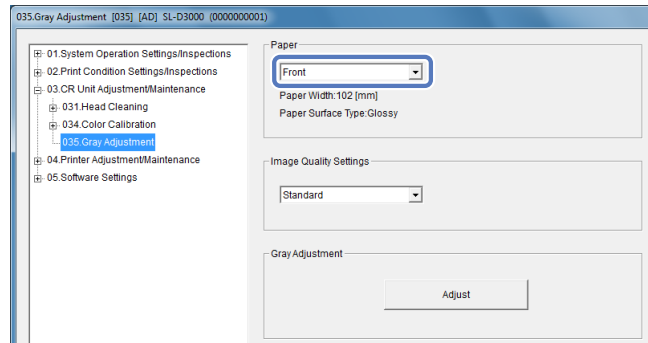 035.Gray Adjustment [035] [AD] SL-D3000 (0000000001)
01.System Operation Settings/Inspections
02.Print Condition Settings/Inspections
03.CR Unit Adjustment/Maintenance
031.Head Cleaning
034.Color Calibration
035.Gray Adjustment
04.Printer Adjustment/Maintenance
05.Software Settings
Paper
Front
Paper Width:102 [mm]
Paper Surface Type:Glossy
Image Quality Settings
Standard
Gray Adjustment
Adjust